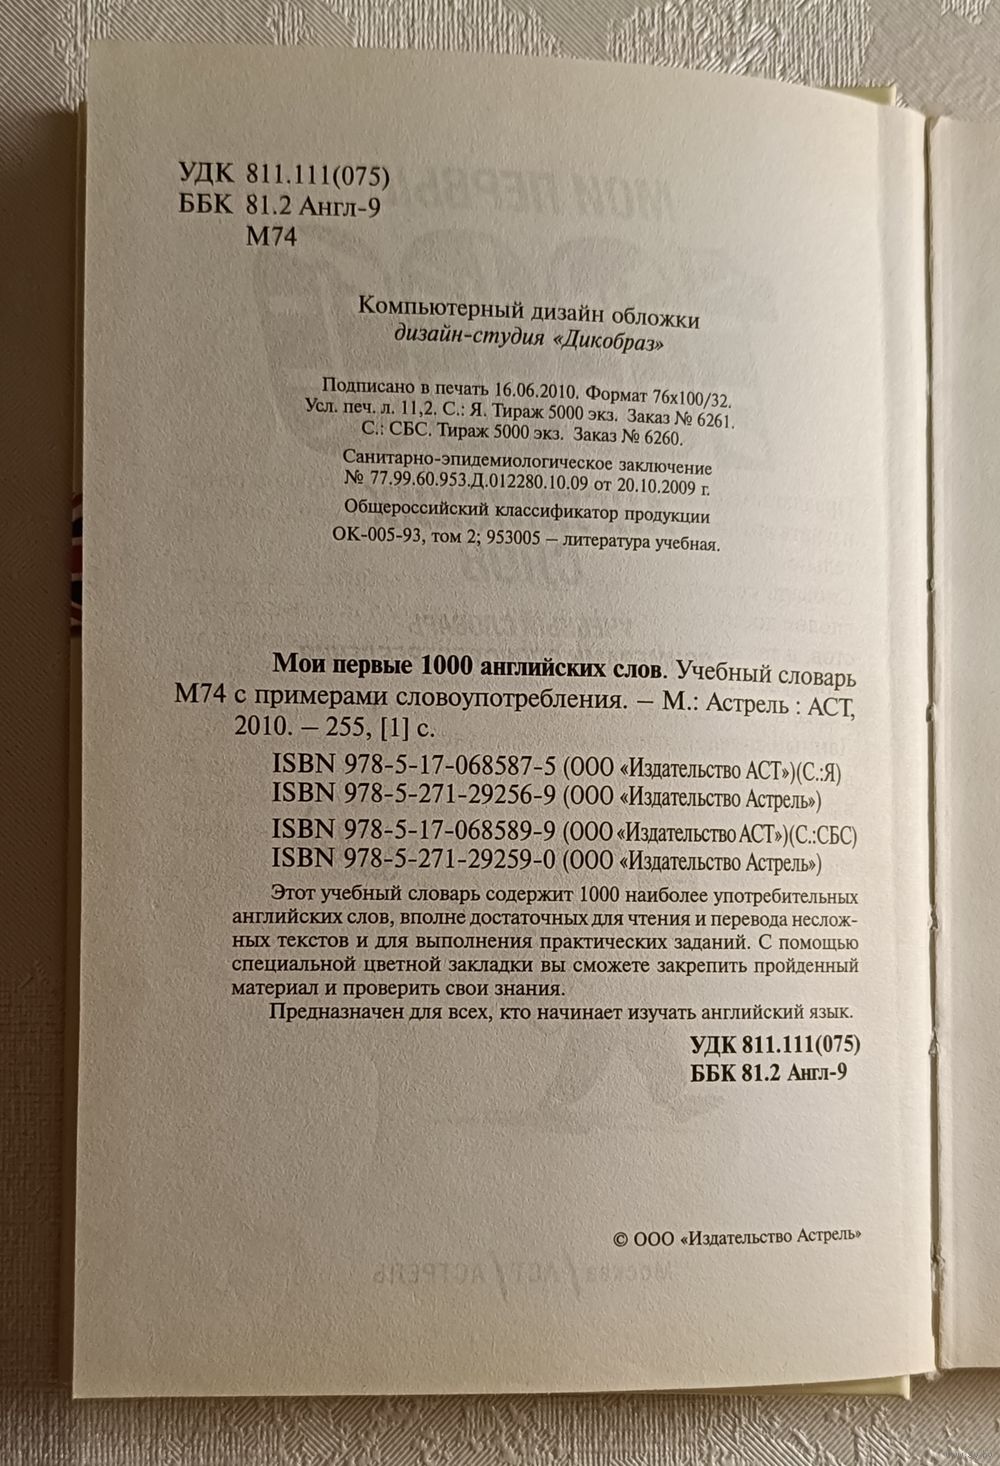 УДК 811.111(075)
ББК 81.2 Англ-9
М74
Компьютерный дизайн обложки
дизайн-студия «Дикобраз»
Подписано в печать 16.06.2010. Формат 76х100/32.
Усл. печ. л. 11,2. С.: Я. Тираж 5000 экз. Заказ № 6261.
С.: СБС. Тираж 5000 экз. Заказ № 6260.
Санитарно-эпидемиологическое заключение
№ 77.99.60.953.Д.012280.10.09 от 20.10.2009 г.
Общероссийский классификатор продукции
ОК-005-93, том 2; 953005 – литература учебная.
Мои первые 1000 английских слов. Учебный словарь
М74 с примерами словоупотребления. – М.: Астрель : АСТ,
2010. – 255, [1] с.
ISBN 978-5-17-068587-5 (ООО «Издательство АСТ»)(С.:Я)
ISBN 978-5-271-29256-9 (ООО «Издательство Астрель»)
ISBN 978-5-17-068589-9 (ООО «Издательство АСТ»)(С.:СБС)
ISBN 978-5-271-29259-0 (ООО «Издательство Астрель»)
Этот учебный словарь содержит 1000 наиболее употребительных
английских слов, вполне достаточных для чтения и перевода неслож-
ных текстов и для выполнения практических заданий. С помощью
специальной цветной закладки вы сможете закрепить пройденный
материал и проверить свои знания.
Предназначен для всех, кто начинает изучать английский язык.
УДК 811.111(075)
ББК 81.2 Англ-9
© ООО «Издательство Астрель»